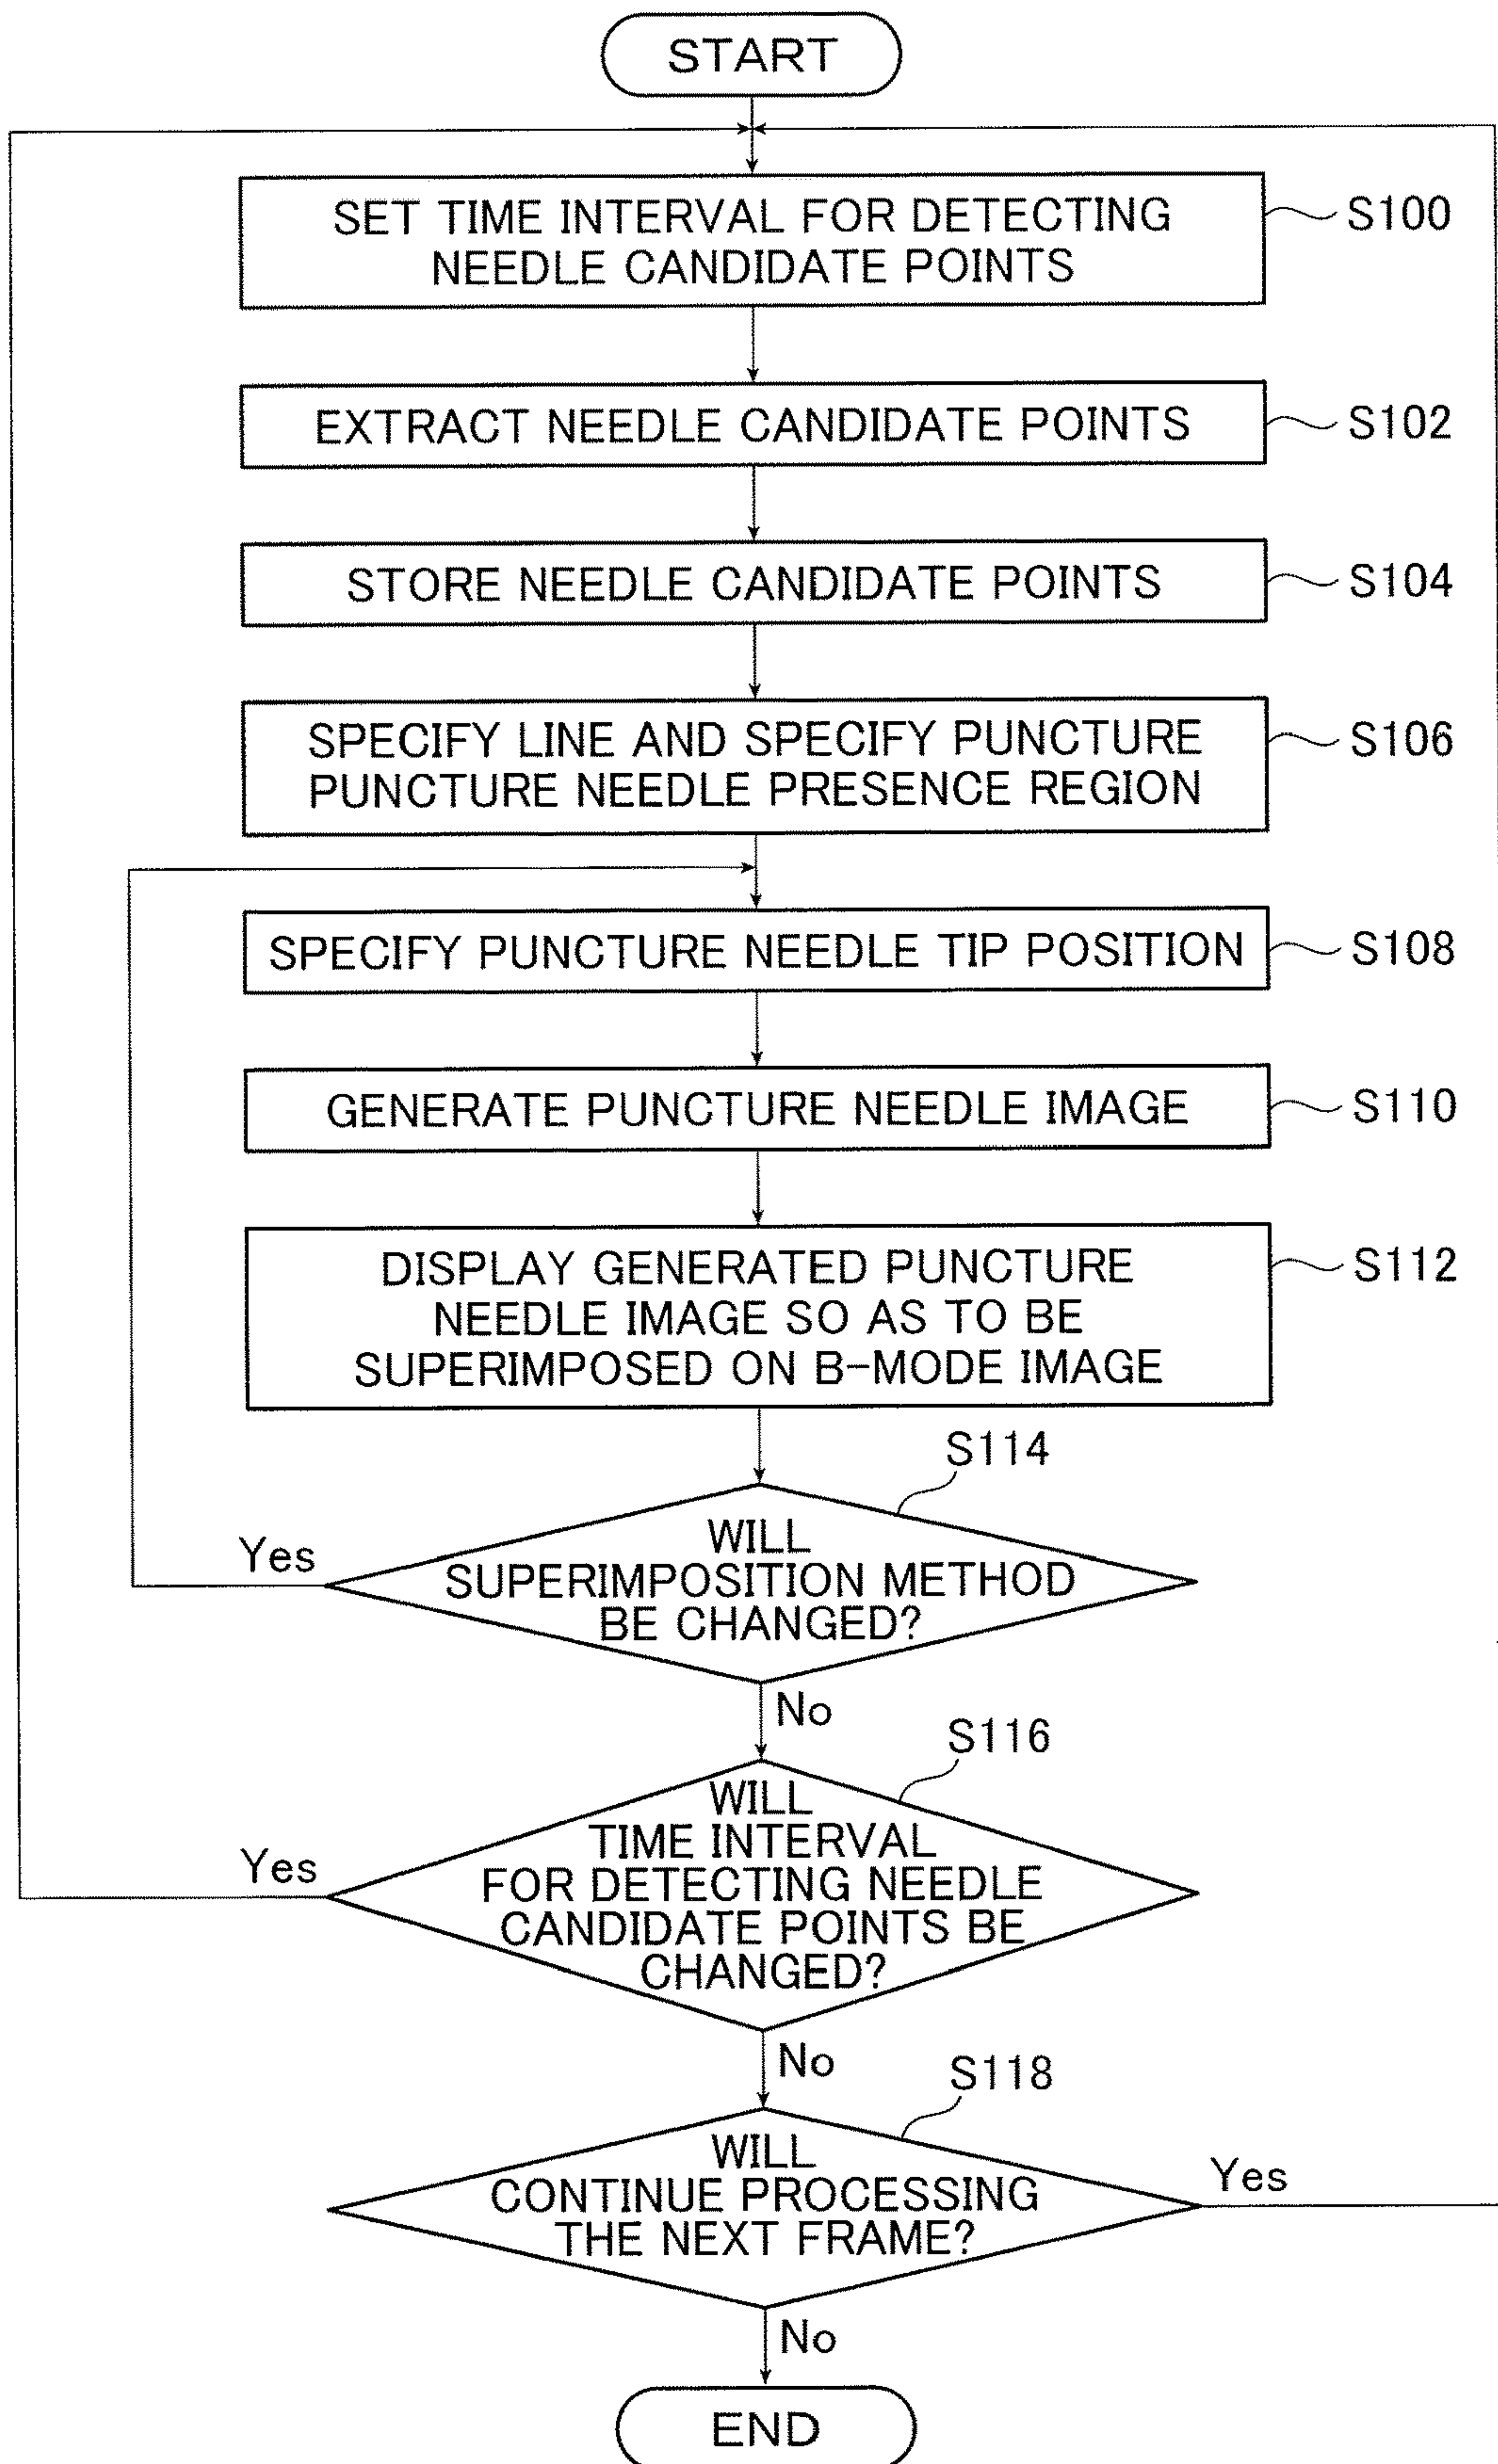 START
SET TIME INTERVAL FOR DETECTING
NEEDLE CANDIDATE POINTS
S100
EXTRACT NEEDLE CANDIDATE POINTS
S102
STORE NEEDLE CANDIDATE POINTS
S104
SPECIFY LINE AND SPECIFY PUNCTURE
PUNCTURE NEEDLE PRESENCE REGION
S106
SPECIFY PUNCTURE NEEDLE TIP POSITION
S108
GENERATE PUNCTURE NEEDLE IMAGE
S110
DISPLAY GENERATED PUNCTURE
NEEDLE IMAGE SO AS TO BE
SUPERIMPOSED ON B-MODE IMAGE
S112
S114
WILL
SUPERIMPOSITION METHOD
BE CHANGED?
Yes
No
S116
WILL
TIME INTERVAL
FOR DETECTING NEEDLE
CANDIDATE POINTS BE
CHANGED?
Yes
No
S118
WILL
CONTINUE PROCESSING
THE NEXT FRAME?
Yes
No
END